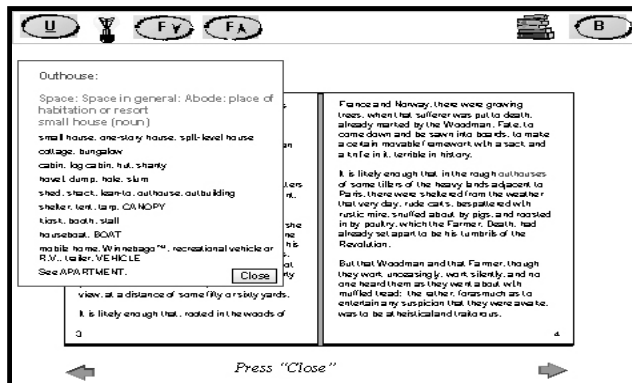 U
F
F
B
Outhouse:
Space: Space in general: Abode: place of
habitation or resort
small house (noun)
small house, one-story house, split-level house
cottage, bungalow
cabin, log cabin, hut, shanty
hovel, dump, hole, slum
shed, shack, lean-to, outhouse, outbuilding
shelter, tent, tarp, CANOPY
kiosk, booth, stall
houseboat, BOAT
mobile home, Winnebago™, recreational vehicle or
R.V., trailer, VEHICLE
See APARTMENT.
Close
view, at a distance of some fifty or sixty yards.
It is likely enough that, rooted in the woods of
3
France and Norway, there were growing
trees, when that sufferer was put to death,
already marked by the Woodman, Fate, to
come down and be sawn into boards, to make
a certain movable framework with a sack and
a knife in it, terrible in history.
It is likely enough that in the rough outhouses
of some tillers of the heavy lands adjacent to
Paris, there were sheltered from the weather
that very day, rude carts, bespattered with
rustic mire, snuffed about by pigs, and roosted
in by poultry, which the Farmer, Death, had
already set apart to be his tumbrils of the
Revolution.
But that Woodman and that Farmer, though
they work unceasingly, work silently, and no
one heard them as they went about with
muffled tread: the rather, forasmuch as to
entertain any suspicion that they were awake,
was to be atheistical and traitorous.
4
Press "Close"